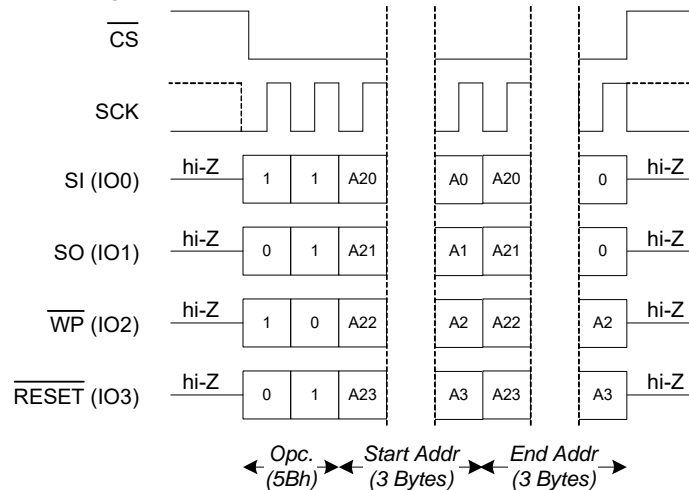 CS
SCK
hi-Z hi-Z
SI (IO0) 1 1 A20 A0 A20 0
hi-Z hi-Z
SO (IO1) 0 1 A21 A1 A21 0
hi-Z hi-Z
WP (IO2) 1 0 A22 A2 A22 A2
hi-Z hi-Z
RESET (IO3) 0 1 A23 A3 A23 A3
Opc. Start Addr End Addr
(5Bh) (3 Bytes) (3 Bytes)